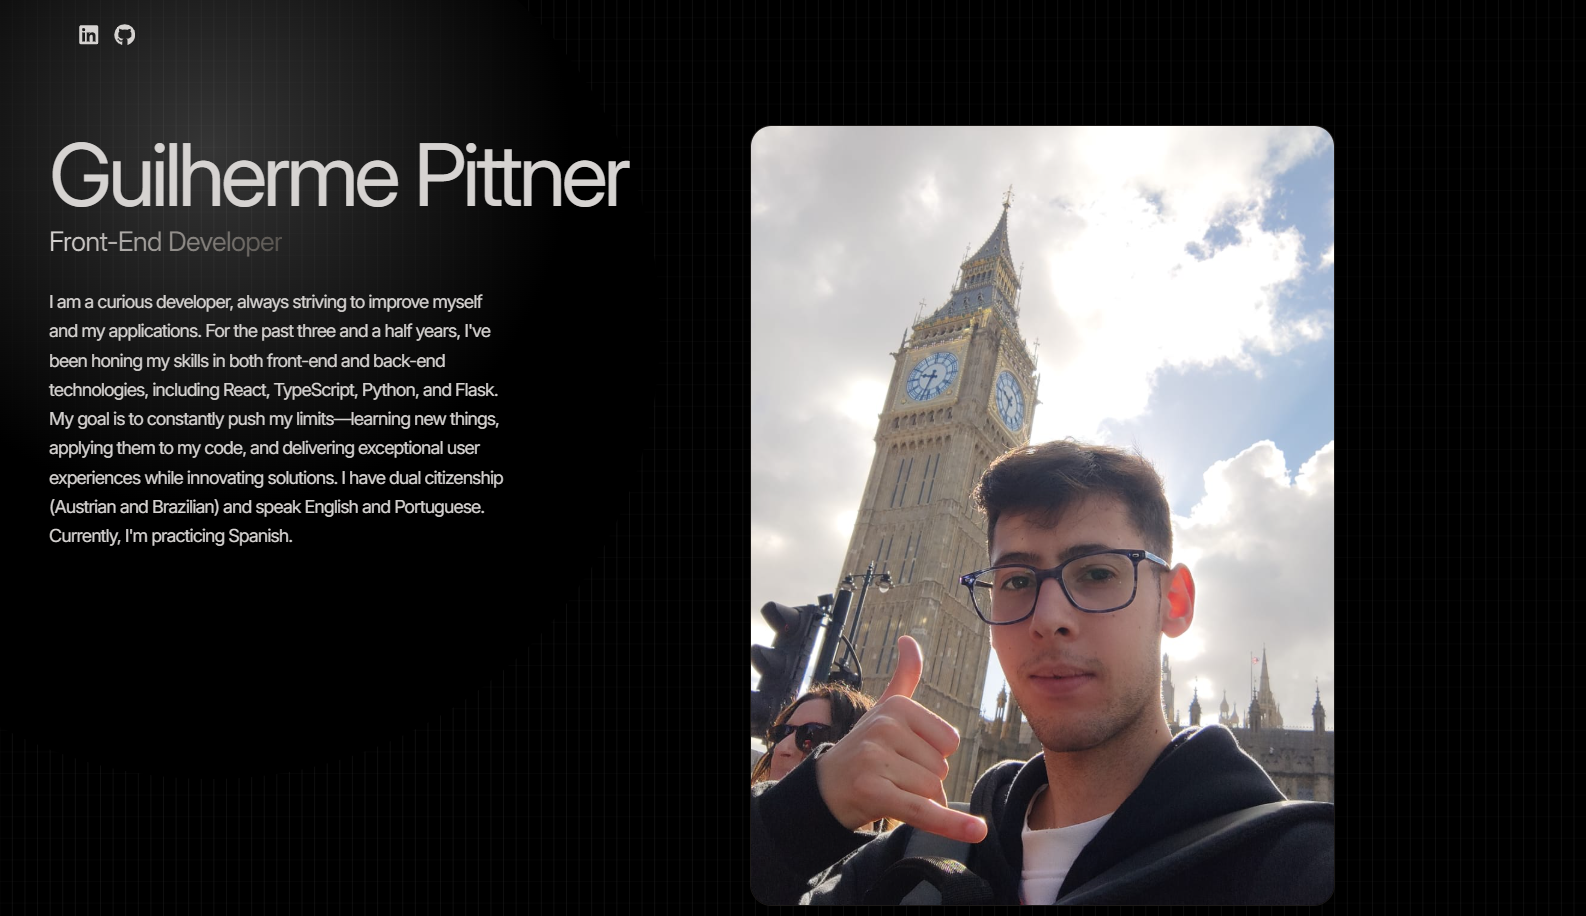 in
Guilherme Pittner
Front-End Developer
I am a curious developer, always striving to improve myself
and my applications. For the past three and a half years, I've
been honing my skills in both front-end and back-end
technologies, including React, TypeScript, Python, and Flask.
My goal is to constantly push my limits—learning new things,
applying them to my code, and delivering exceptional user
experiences while innovating solutions. I have dual citizenship
(Austrian and Brazilian) and speak English and Portuguese.
Currently, I'm practicing Spanish.